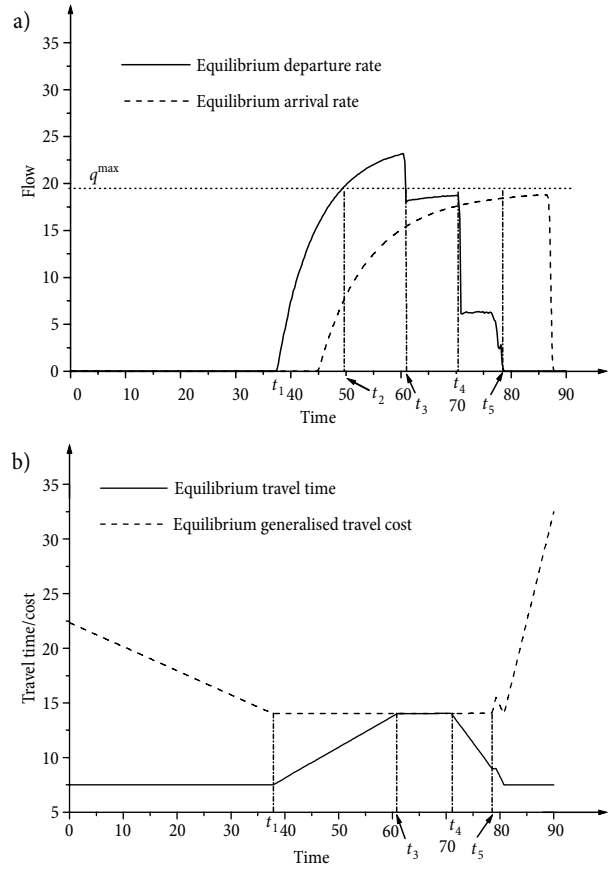 a)
35
30
25
20
15
10
5
0
Flow
Equilibrium departure rate
Equilibrium arrival rate
q^max
0 10 20 30 40 50 60 70 80 90
t1 t2 t3 t4 t5
Time
b)
35
30
25
20
15
10
5
Travel time/cost
Equilibrium travel time
Equilibrium generalised travel cost
0 10 20 30 40 50 60 70 80 90
t1 t3 t4 t5
Time